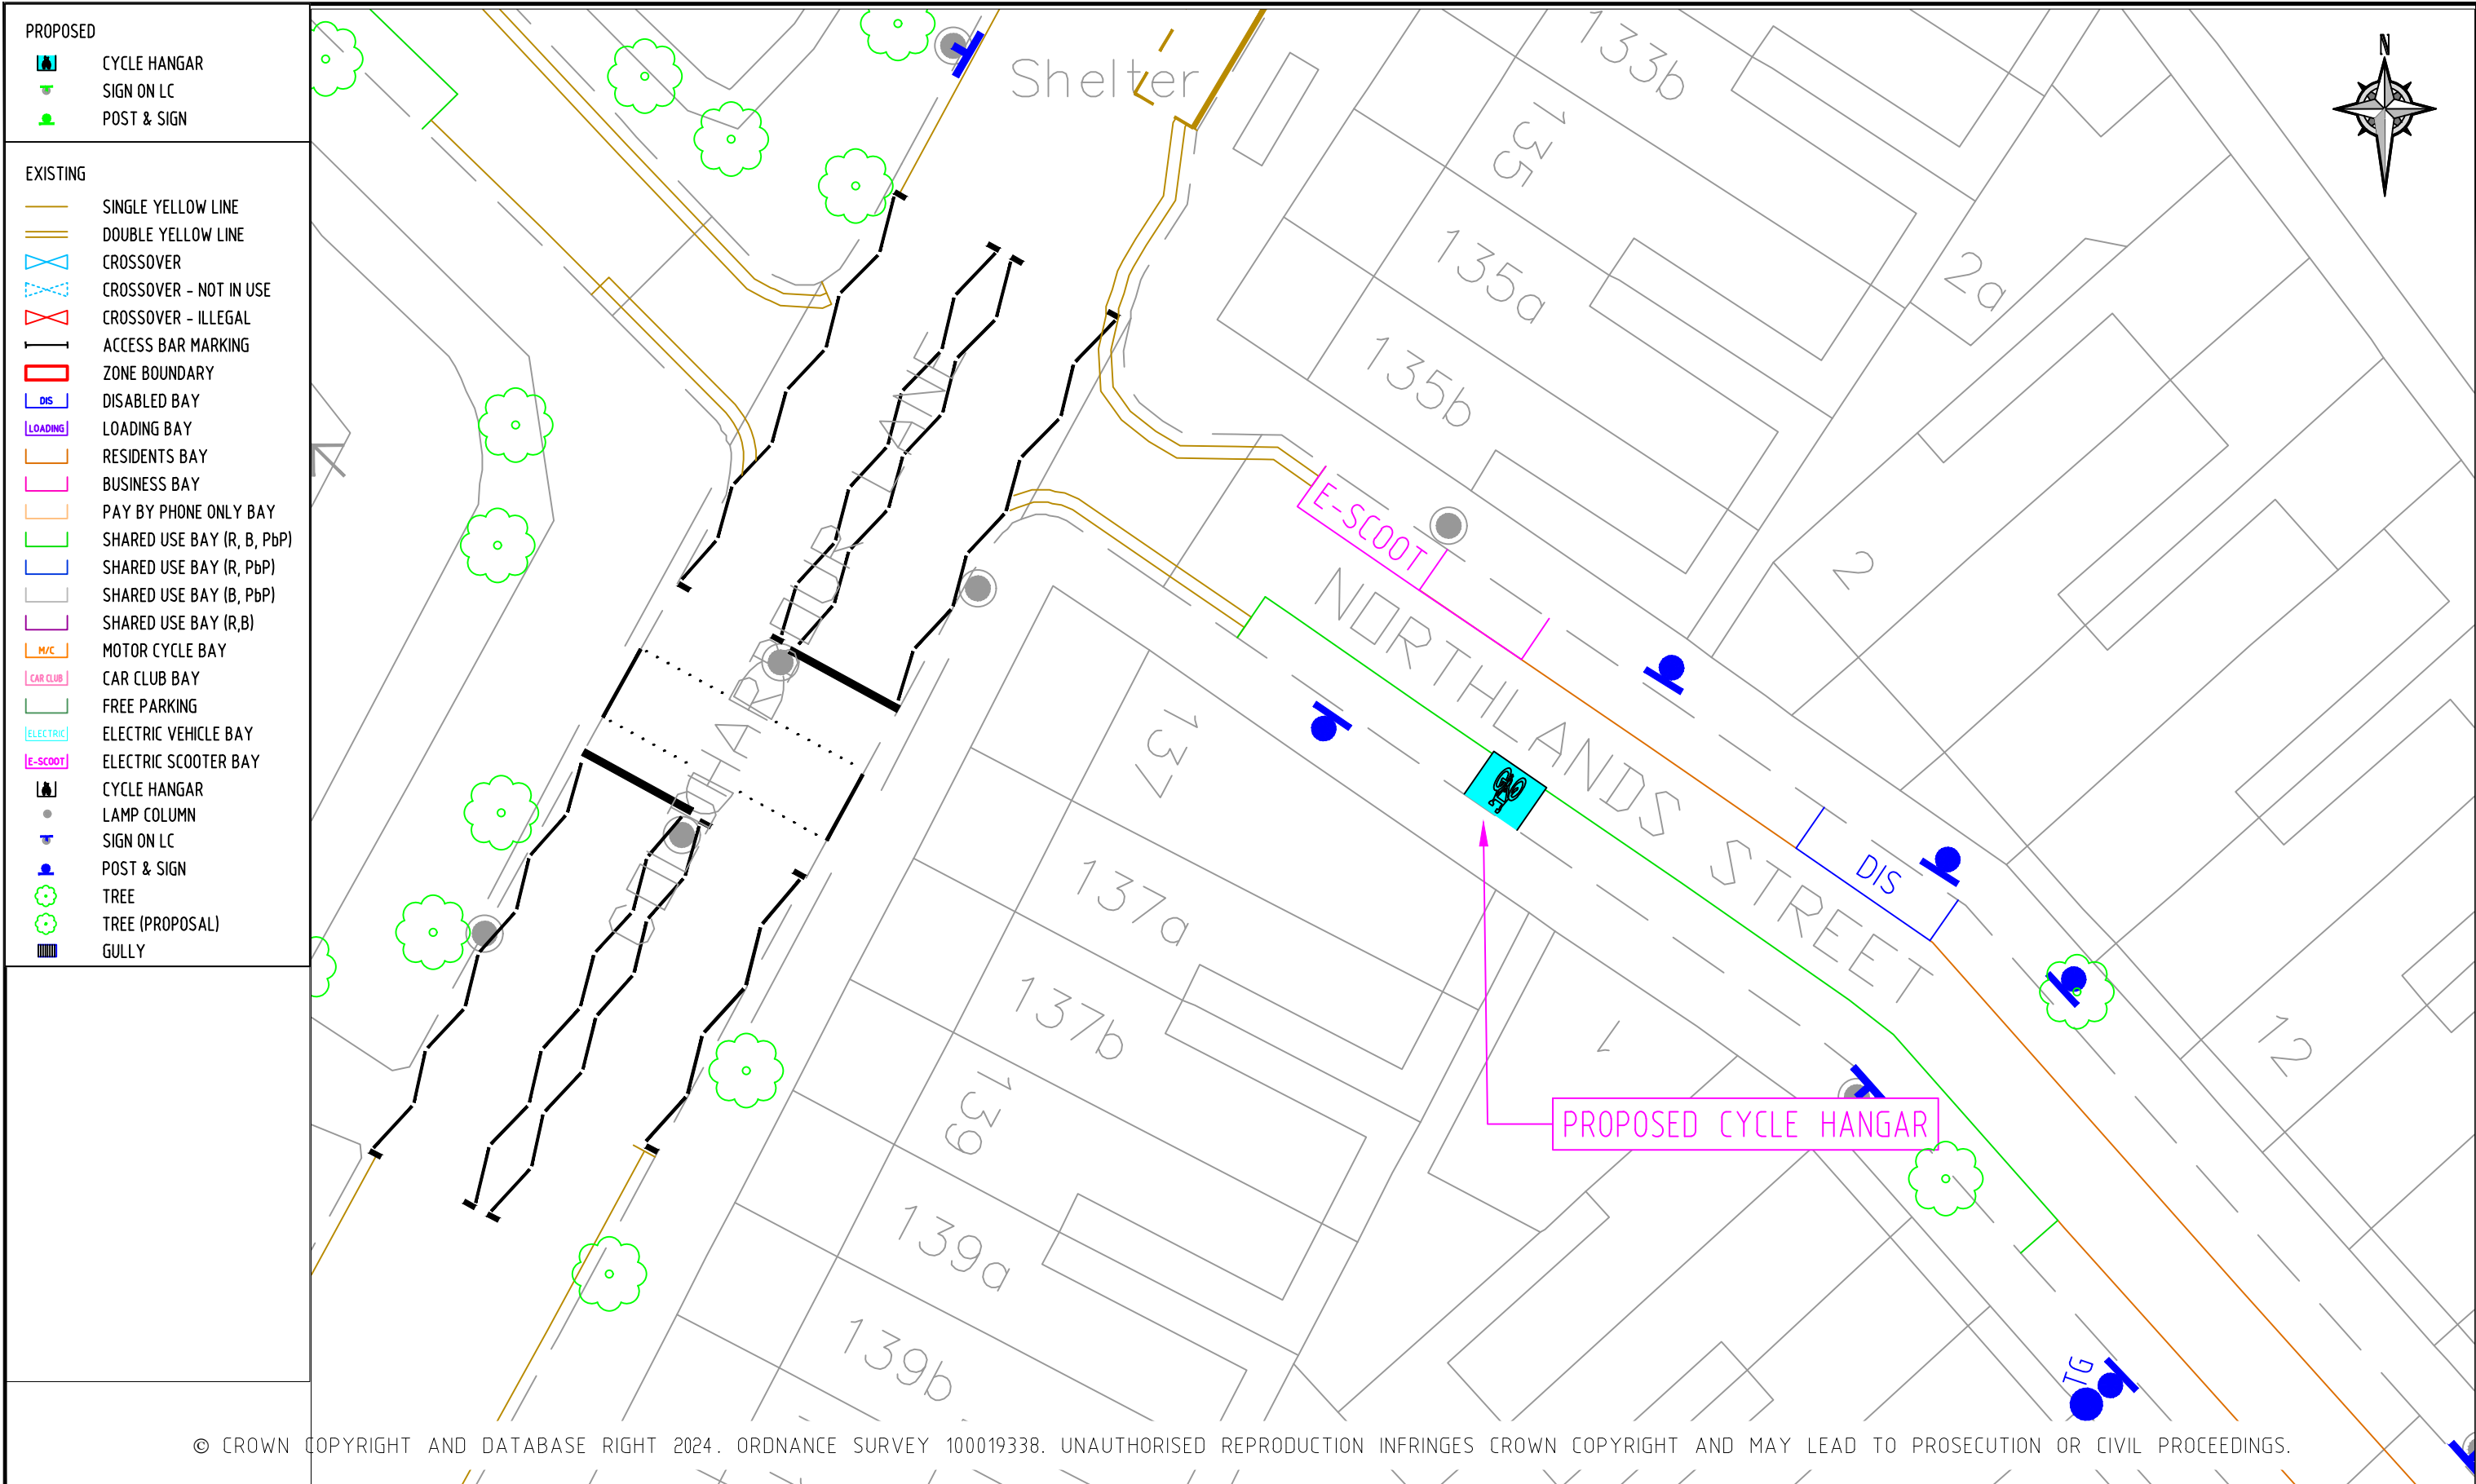 PROPOSED
CYCLE HANGAR
SIGN ON LC
POST & SIGN
EXISTING
SINGLE YELLOW LINE
DOUBLE YELLOW LINE
CROSSOVER
CROSSOVER - NOT IN USE
CROSSOVER - ILLEGAL
ACCESS BAR MARKING
ZONE BOUNDARY
DIS DISABLED BAY
LOADING LOADING BAY
RESIDENTS BAY
BUSINESS BAY
PAY BY PHONE ONLY BAY
SHARED USE BAY (R, B, PbP)
SHARED USE BAY (R, PbP)
SHARED USE BAY (B, PbP)
SHARED USE BAY (R,B)
M/C MOTOR CYCLE BAY
CAR CLUB CAR CLUB BAY
FREE PARKING
ELECTRIC ELECTRIC VEHICLE BAY
E-SCOOT ELECTRIC SCOOTER BAY
CYCLE HANGAR
LAMP COLUMN
SIGN ON LC
POST & SIGN
TREE
TREE (PROPOSAL)
GULLY
N
Shelter
133b
135
135a
135b
2a
2
12
E-SCOOT
NORTHLANDS STREET
DIS
COLDHARBOUR LANE
137
137a
137b
139
139a
139b
1
PROPOSED CYCLE HANGAR
TG
© CROWN COPYRIGHT AND DATABASE RIGHT 2024. ORDNANCE SURVEY 100019338. UNAUTHORISED REPRODUCTION INFRINGES CROWN COPYRIGHT AND MAY LEAD TO PROSECUTION OR CIVIL PROCEEDINGS.